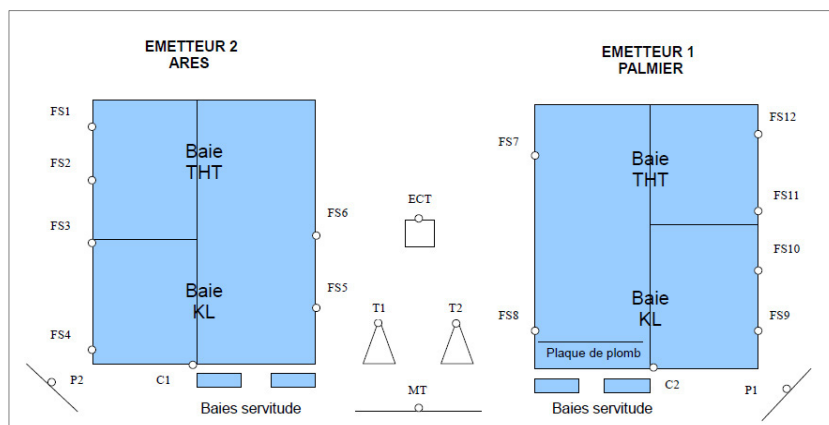 EMETTEUR 2
ARES
EMETTEUR 1
PALMIER
FS1
FS2
FS3
FS4
Baie
THT
Baie
KL
FS6
FS5
P2
C1
Baies servitude
ECT
T1
T2
MT
FS7
FS8
Baie
THT
Baie
KL
Plaque de plomb
FS12
FS11
FS10
FS9
C2
P1
Baies servitude